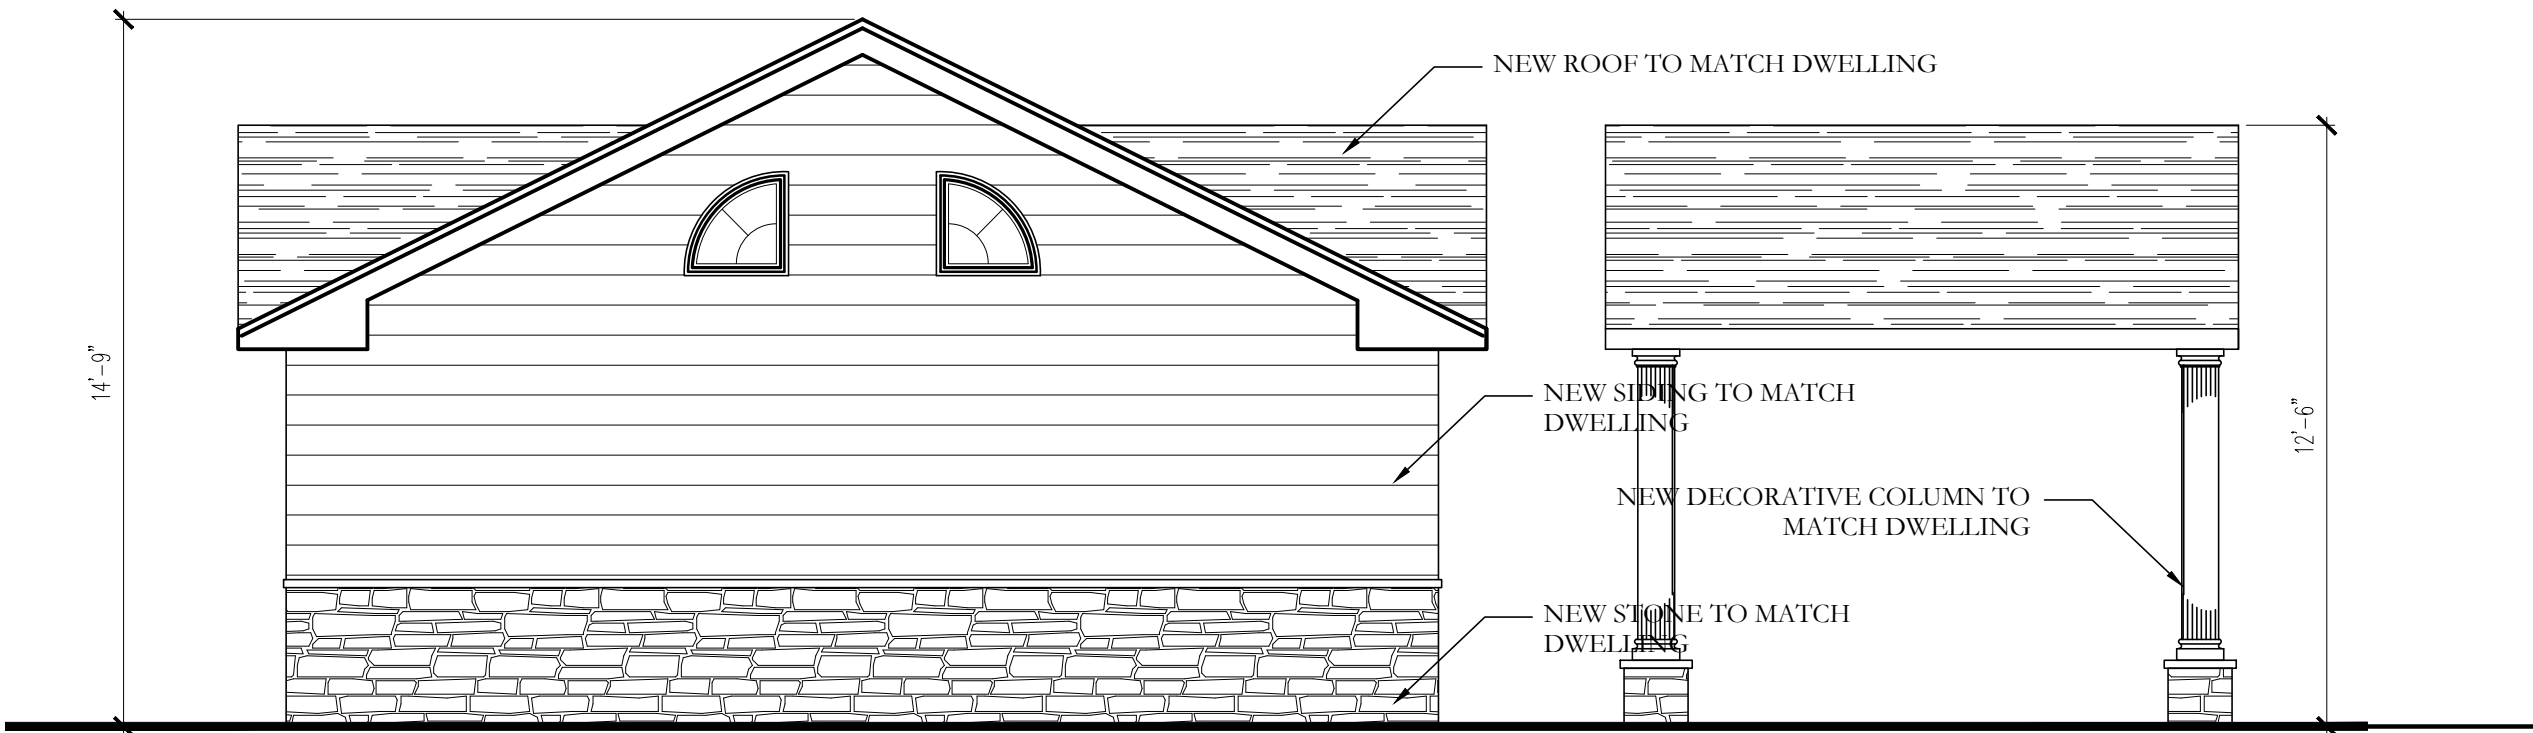 NEW ROOF TO MATCH DWELLING
14'-9"
NEW SIDING TO MATCH
DWELLING
12'-6"
NEW DECORATIVE COLUMN TO
MATCH DWELLING
NEW STONE TO MATCH
DWELLING